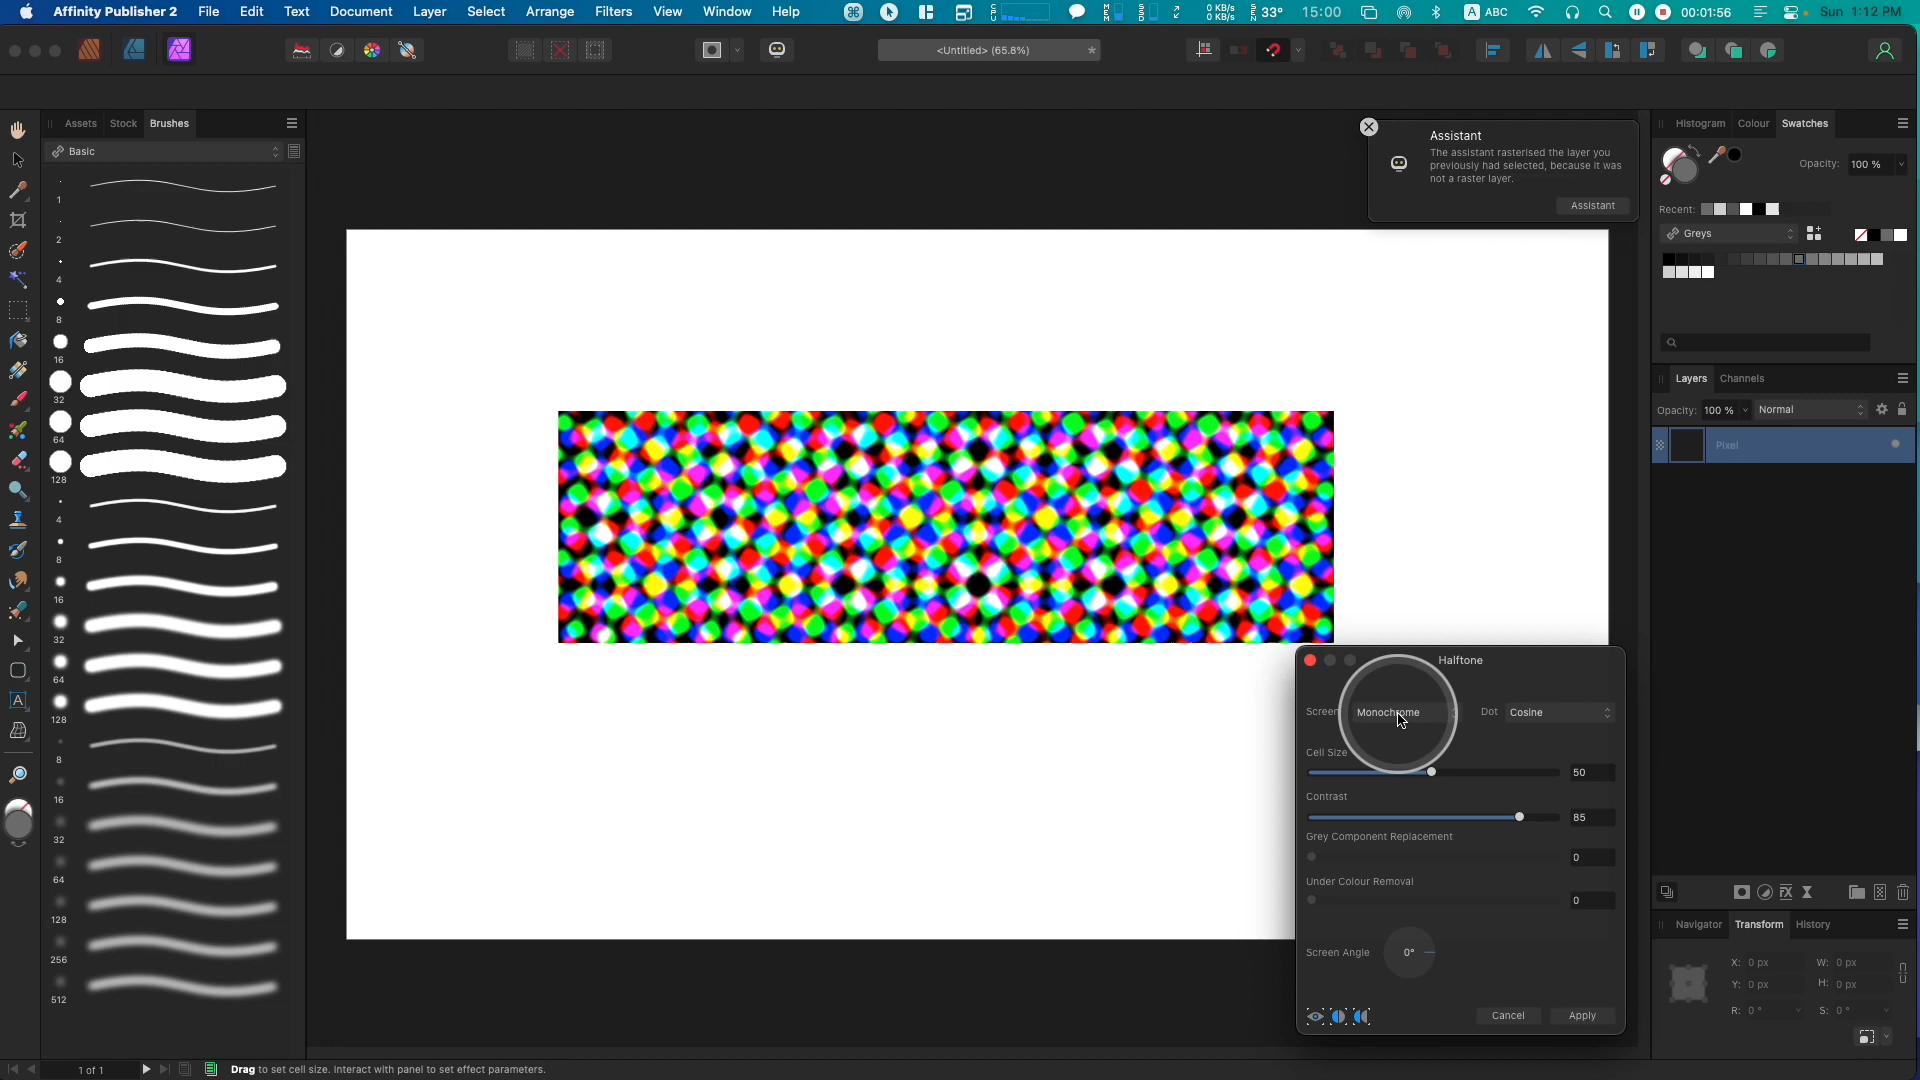 Affinity Publisher 2 File Edit Text Document Layer Select Arrange Filters View Window Help
CPU MEM SSD 0 KB/s 0 KB/s SEN 33° 15:00 A ABC 00:01:56 Sun 1:12 PM
<Untitled> (65.8%) *
Assets Stock Brushes
Basic
1
2
4
8
16
32
64
128
4
8
16
32
64
128
8
16
32
64
128
256
512
Assistant
The assistant rasterised the layer you
previously had selected, because it was
not a raster layer.
Assistant
Halftone
Screen Monochrome Dot Cosine
Cell Size
50
Contrast
85
Grey Component Replacement
0
Under Colour Removal
0
Screen Angle 0°
Cancel Apply
Histogram Colour Swatches
Opacity: 100 %
Recent:
Greys
Layers Channels
Opacity: 100 % Normal
Pixel
Navigator Transform History
X: 0 px W: 0 px
Y: 0 px H: 0 px
R: 0 ° S: 0 °
1 of 1 Drag to set cell size. Interact with panel to set effect parameters.
A